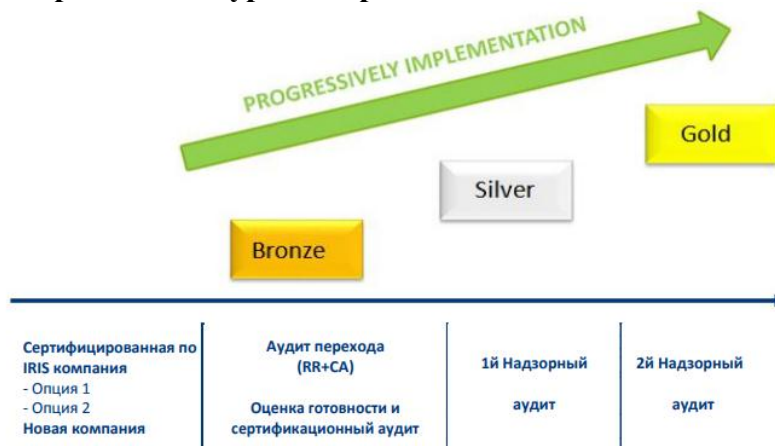 PROGRESSIVELY IMPLEMENTATION
Gold
Silver
Bronze
Сертифицированная по
IRIS компания
- Опция 1
- Опция 2
Новая компания
Аудит перехода
(RR+CA)
Оценка готовности и
сертификационный аудит
1й Надзорный
аудит
2й Надзорный
аудит